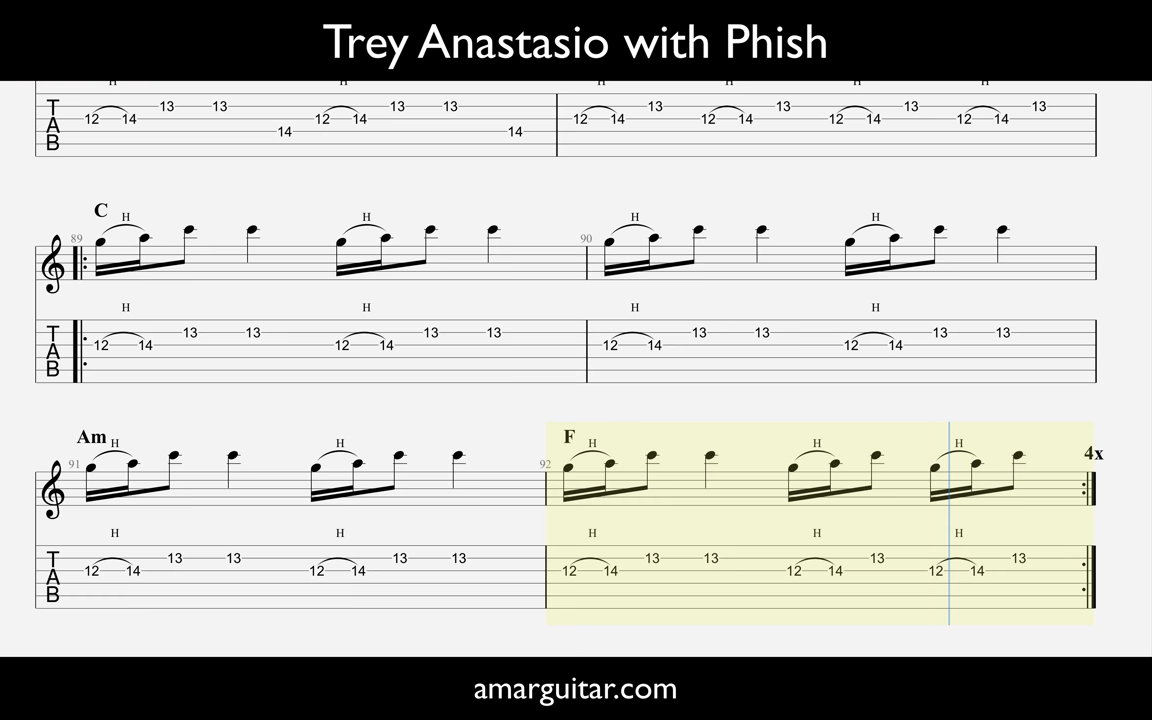 Trey Anastasio with Phish
H H H H H H
13 13 13 13 13 13 13 13
12 14 12 14 12 14 12 14 12 14 12 14
14 14
C
H H H H
89 90
H H H H
T 13 13 13 13 13 13 13 13
A 12 14 12 14 12 14 12 14
B
Am F
H H H H H
91 92 4x
H H H H H
T 13 13 13 13 13 13 13 13
A 12 14 12 14 12 14 12 14 12 14
B
amarguitar.com